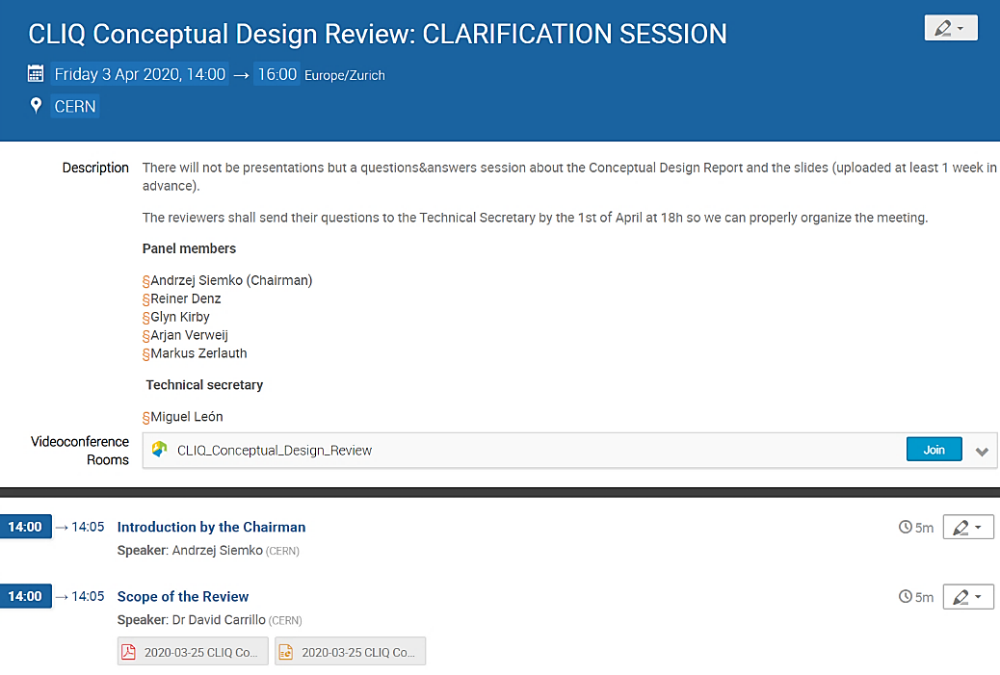 CLIQ Conceptual Design Review: CLARIFICATION SESSION
Friday 3 Apr 2020, 14:00 → 16:00 Europe/Zurich
CERN
Description There will not be presentations but a questions&answers session about the Conceptual Design Report and the slides (uploaded at least 1 week in
advance).
The reviewers shall send their questions to the Technical Secretary by the 1st of April at 18h so we can properly organize the meeting.
Panel members
§Andrzej Siemko (Chairman)
§Reiner Denz
§Glyn Kirby
§Arjan Verweij
§Markus Zerlauth
Technical secretary
§Miguel León
Videoconference
Rooms
CLIQ_Conceptual_Design_Review Join
14:00 → 14:05 Introduction by the Chairman 5m
Speaker: Andrzej Siemko (CERN)
14:00 → 14:05 Scope of the Review 5m
Speaker: Dr David Carrillo (CERN)
2020-03-25 CLIQ Co... 2020-03-25 CLIQ Co...